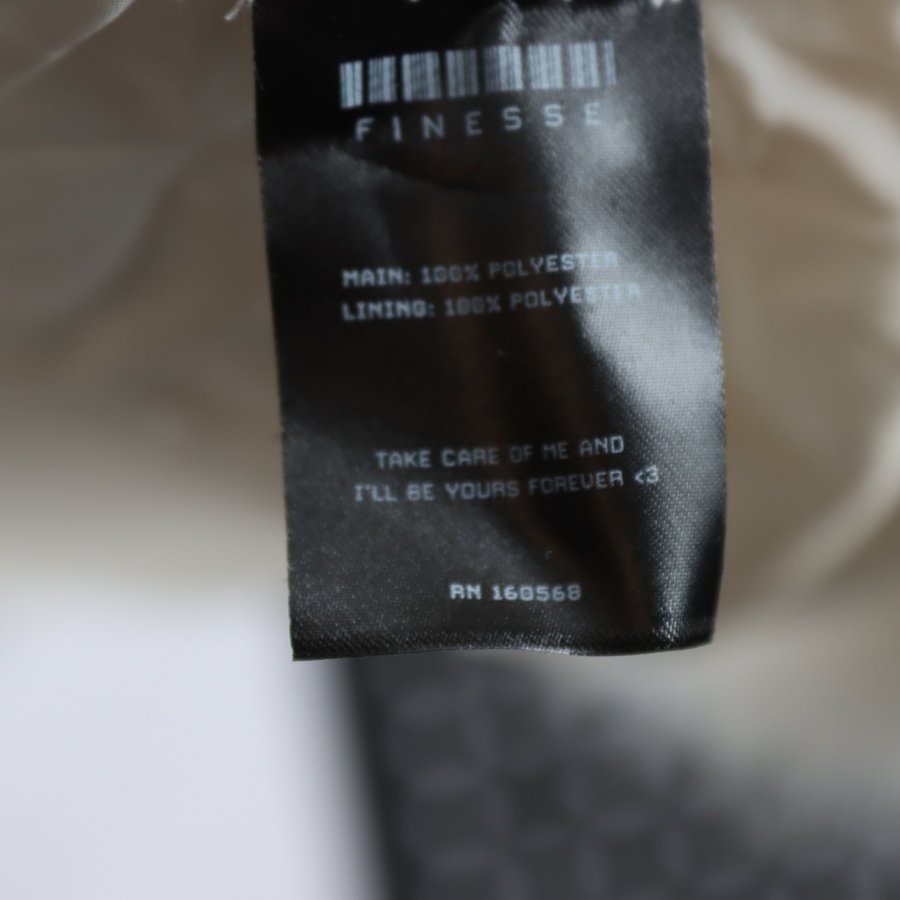 FINESSE
MAIN: 100% POLYESTER
LINING: 100% POLYESTER
TAKE CARE OF ME AND
I'LL BE YOURS FOREVER <3
RN 160568